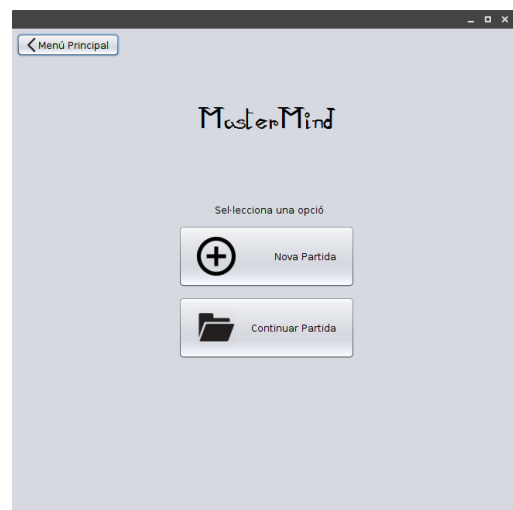 Menú Principal
MasterMind
Sel·lecciona una opció
Nova Partida
Continuar Partida